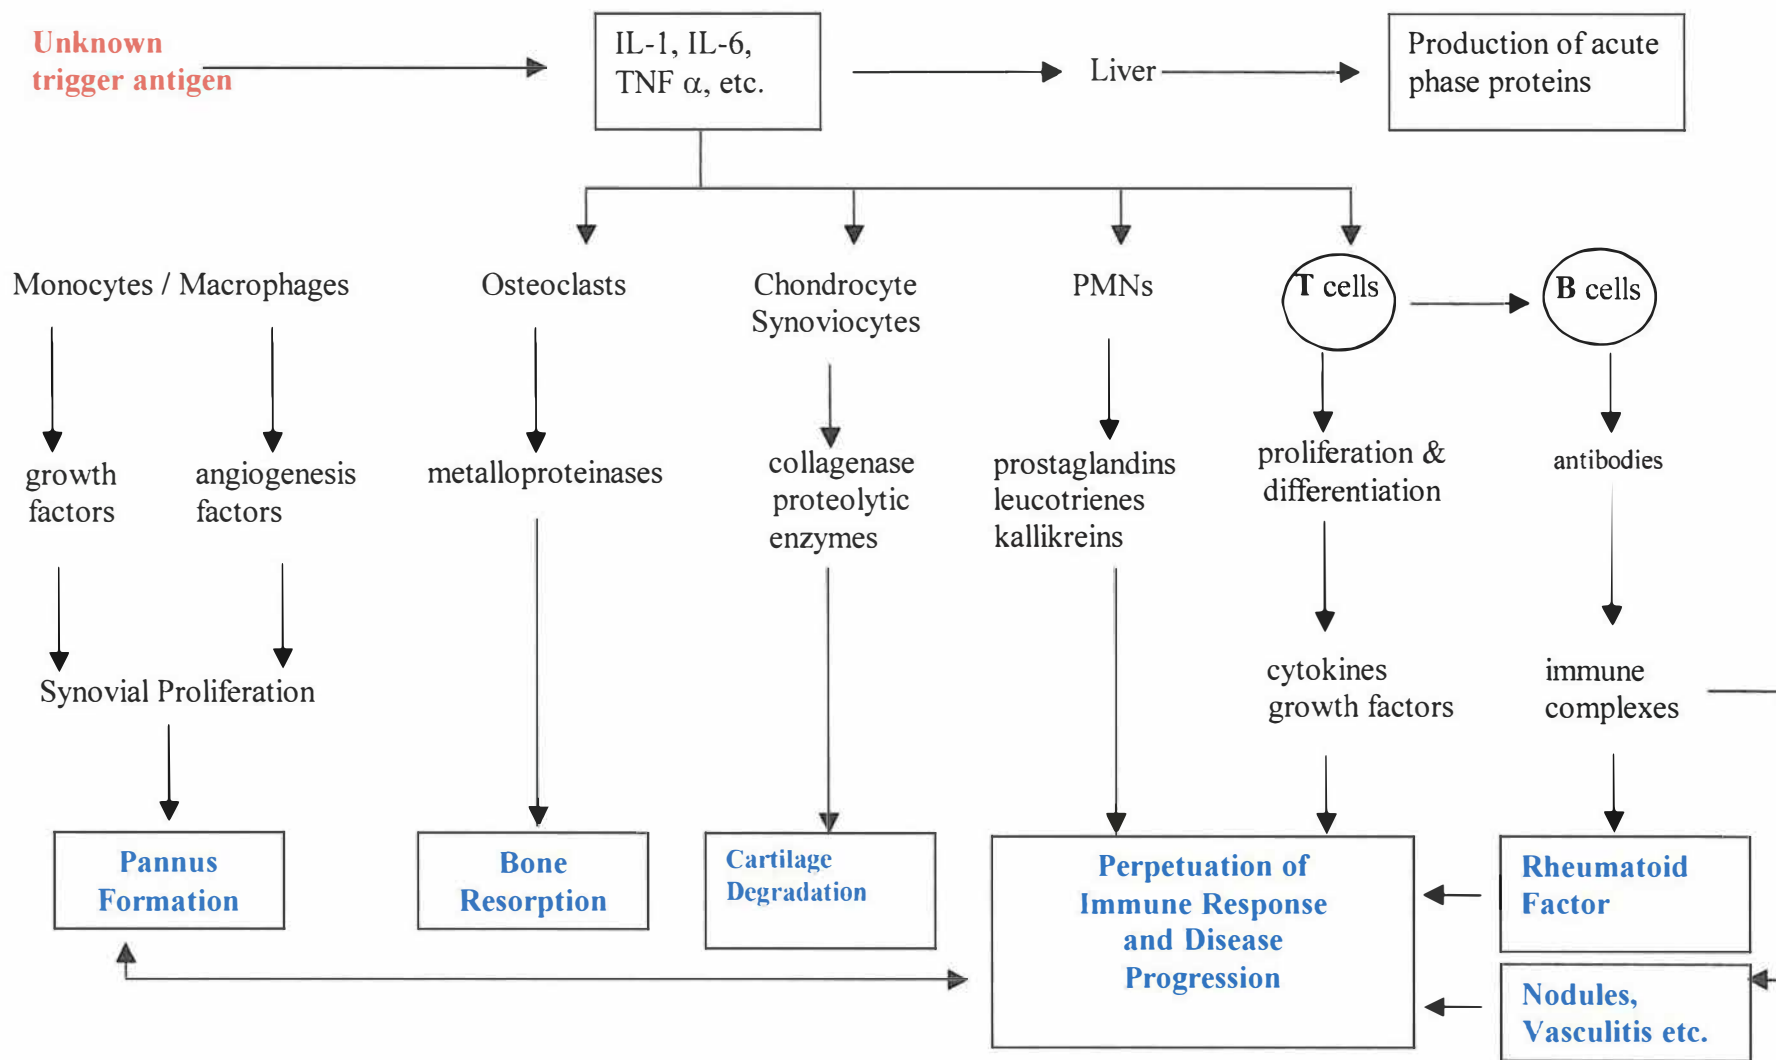 Unknown
trigger antigen
IL-1, IL-6,
TNF α, etc.
Liver
Production of acute
phase proteins
Monocytes / Macrophages
Osteoclasts
Chondrocyte
Synoviocytes
PMNs
T cells
B cells
growth
factors
angiogenesis
factors
metalloproteinases
collagenase
proteolytic
enzymes
prostaglandins
leucotrienes
kallikreins
proliferation &
differentiation
antibodies
Synovial Proliferation
cytokines
growth factors
immune
complexes
Pannus
Formation
Bone
Resorption
Cartilage
Degradation
Perpetuation of
Immune Response
and Disease
Progression
Rheumatoid
Factor
Nodules,
Vasculitis etc.